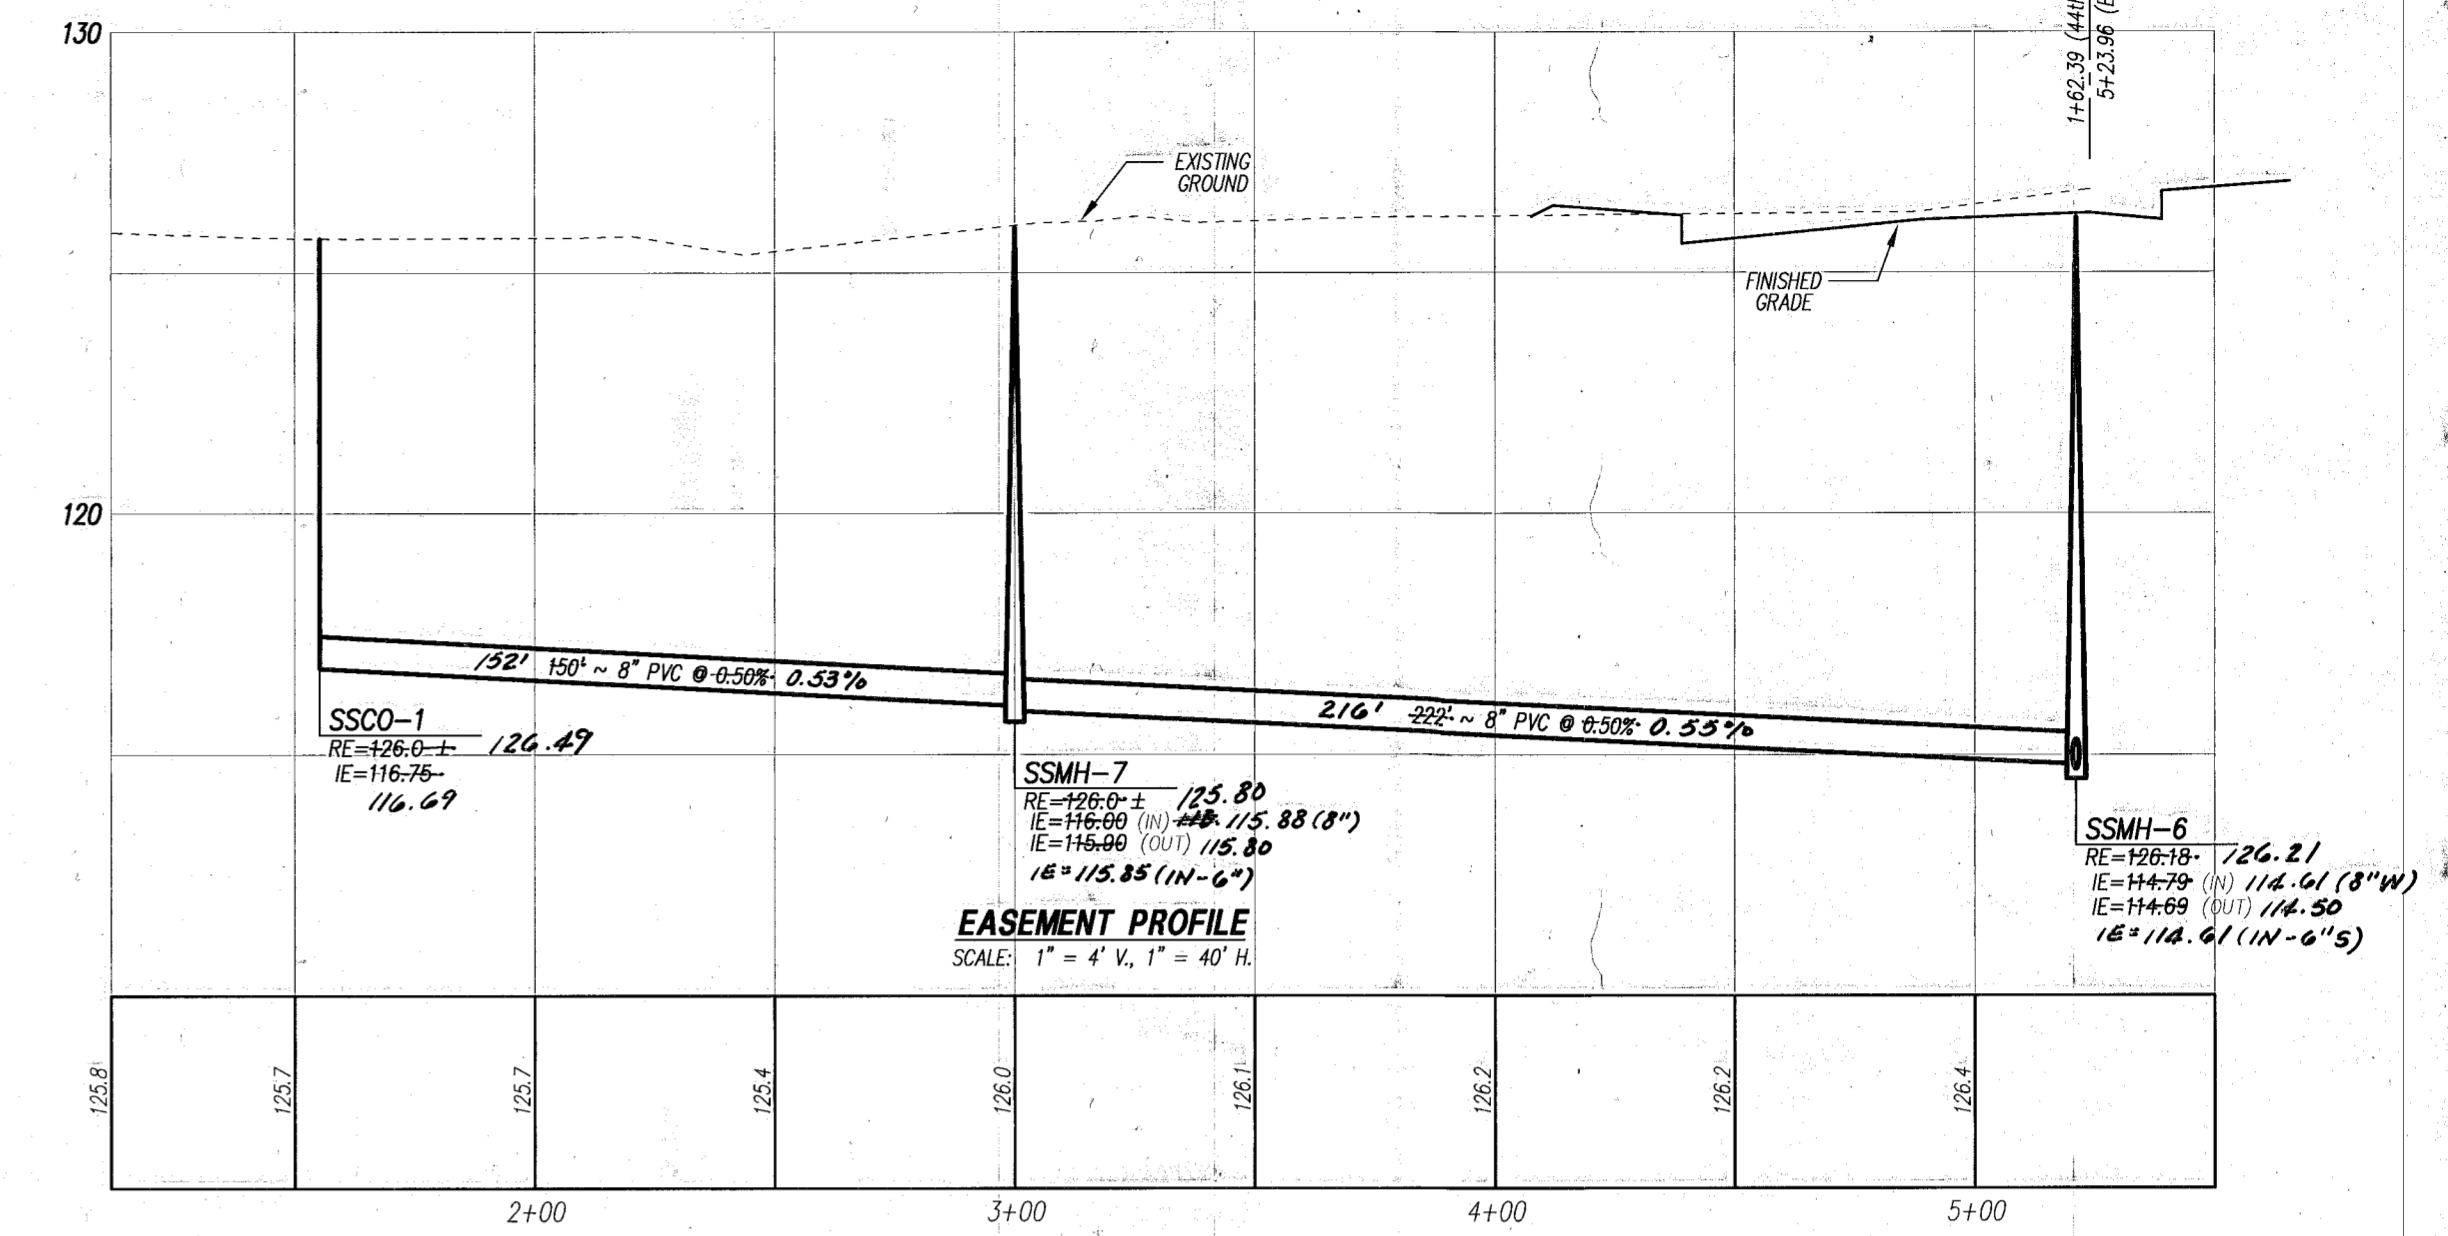 130
1+62.39 (44th
5+23.96 (E
EXISTING
GROUND
FINISHED
GRADE
120
152' 150' ~ 8" PVC @ 0.50% 0.53%
216' 222' ~ 8" PVC @ 0.50% 0.55%
SSCO-1
RE=126.0 ± 126.49
IE=116.75
116.69
SSMH-7
RE=126.0 ± 125.80
IE=116.00 (IN) 115.88 (8")
IE=115.90 (OUT) 115.80
IE=115.85 (IN-6")
SSMH-6
RE=126.18 126.21
IE=114.79 (IN) 114.61 (8"W)
IE=114.69 (OUT) 114.50
IE=114.61 (IN-6"S)
EASEMENT PROFILE
SCALE: 1" = 4' V., 1" = 40' H.
125.8 125.7 125.7 125.4 126.0 126.1 126.2 126.2 126.4
2+00 3+00 4+00 5+00